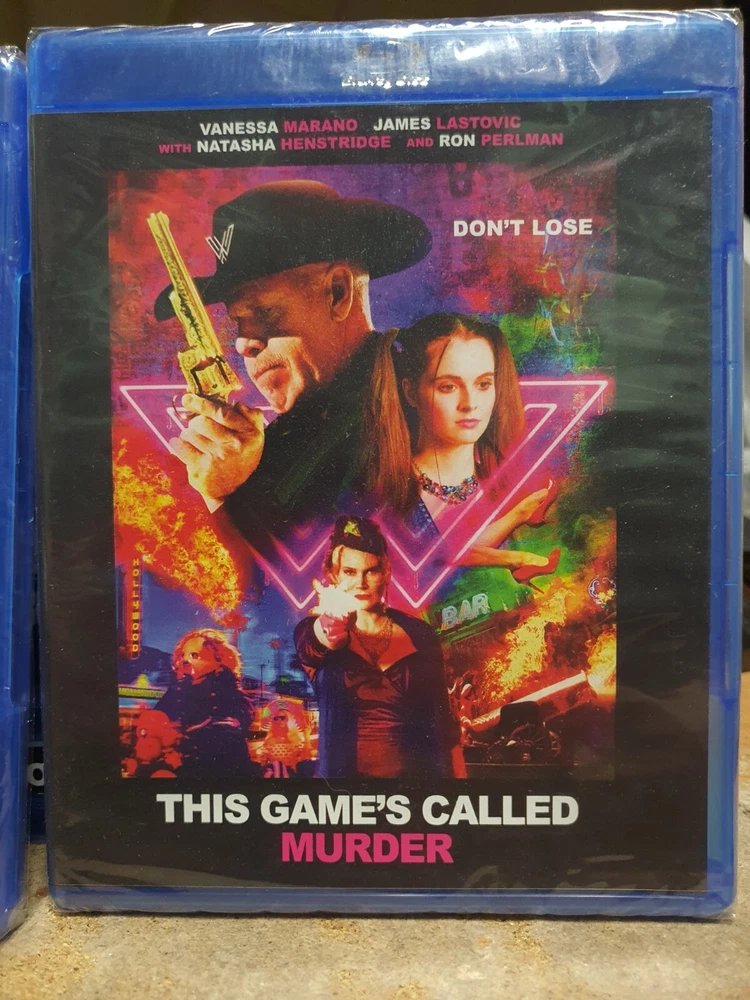 VANESSA MARANO JAMES LASTOVIC
WITH NATASHA HENSTRIDGE AND RON PERLMAN
DON'T LOSE
BAR
THIS GAME'S CALLED
MURDER